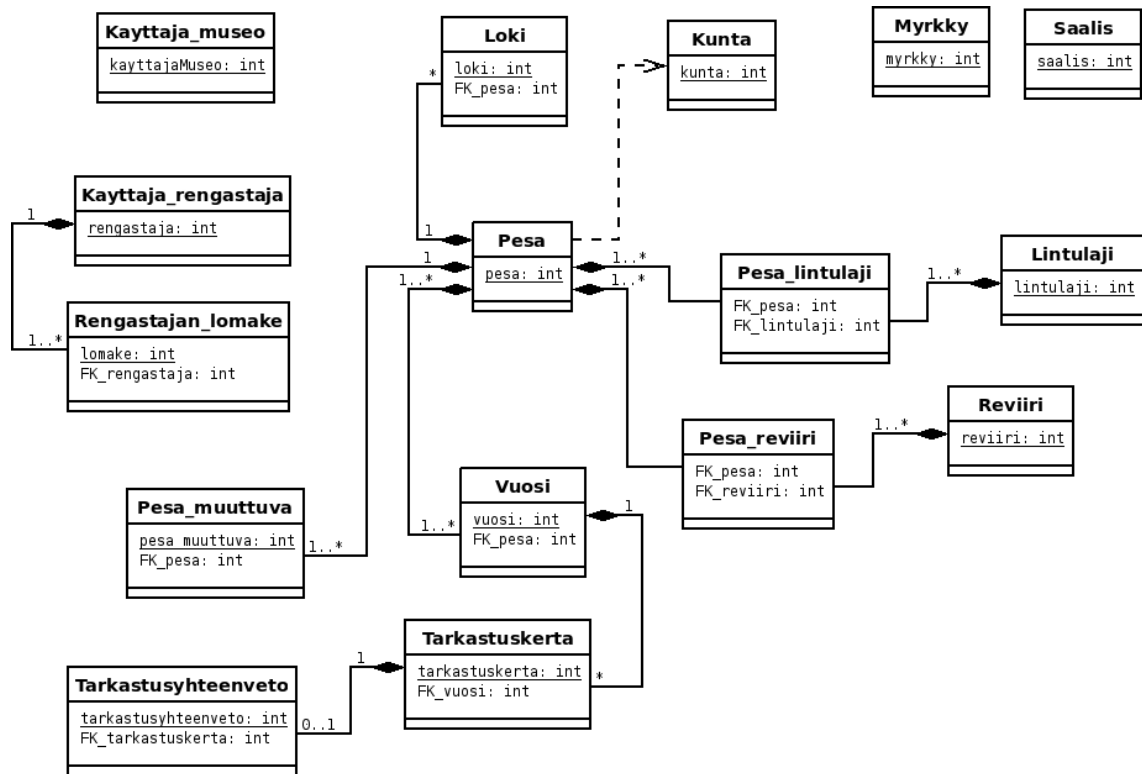 Kayttaja_museo
kayttajaMuseo: int
Loki
loki: int
FK_pesa: int
Kunta
kunta: int
Myrkky
myrkky: int
Saalis
saalis: int
*
1
Kayttaja_rengastaja
rengastaja: int
1
Rengastajan_lomake
lomake: int
FK_rengastaja: int
1..*
Pesa
pesa: int
1
1..*
1..*
1..*
Pesa_lintulaji
FK_pesa: int
FK_lintulaji: int
1..*
Lintulaji
lintulaji: int
Pesa_reviiri
FK_pesa: int
FK_reviiri: int
1..*
Reviiri
reviiri: int
Pesa_muuttuva
pesa_muuttuva: int
FK_pesa: int
1..*
Vuosi
vuosi: int
FK_pesa: int
1..*
1
Tarkastuskerta
tarkastuskerta: int
FK_vuosi: int
*
1
Tarkastusyhteenveto
tarkastusyhteenveto: int
FK_tarkastuskerta: int
0..1